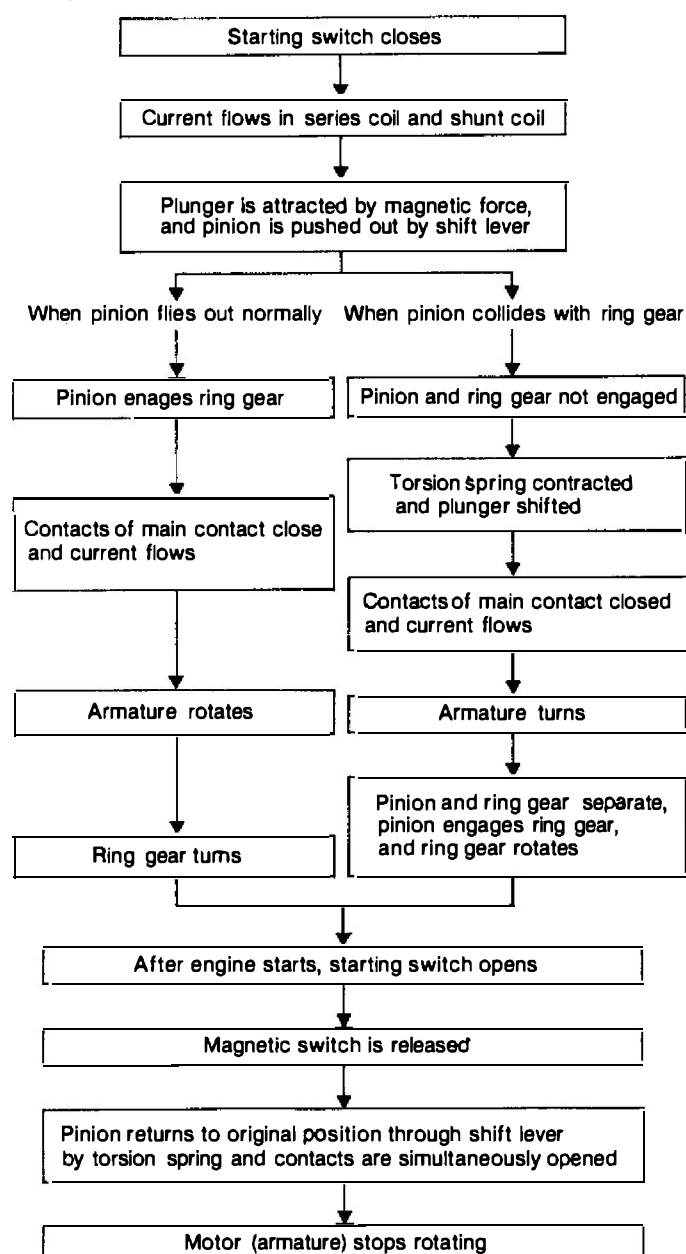 Starting switch closes
Current flows in series coil and shunt coil
Plunger is attracted by magnetic force,
and pinion is pushed out by shift lever
When pinion flies out normally
When pinion collides with ring gear
Pinion enages ring gear
Pinion and ring gear not engaged
Torsion spring contracted
and plunger shifted
Contacts of main contact close
and current flows
Contacts of main contact closed
and current flows
Armature rotates
Armature turns
Pinion and ring gear separate,
pinion engages ring gear,
and ring gear rotates
Ring gear turns
After engine starts, starting switch opens
Magnetic switch is released
Pinion returns to original position through shift lever
by torsion spring and contacts are simultaneously opened
Motor (armature) stops rotating